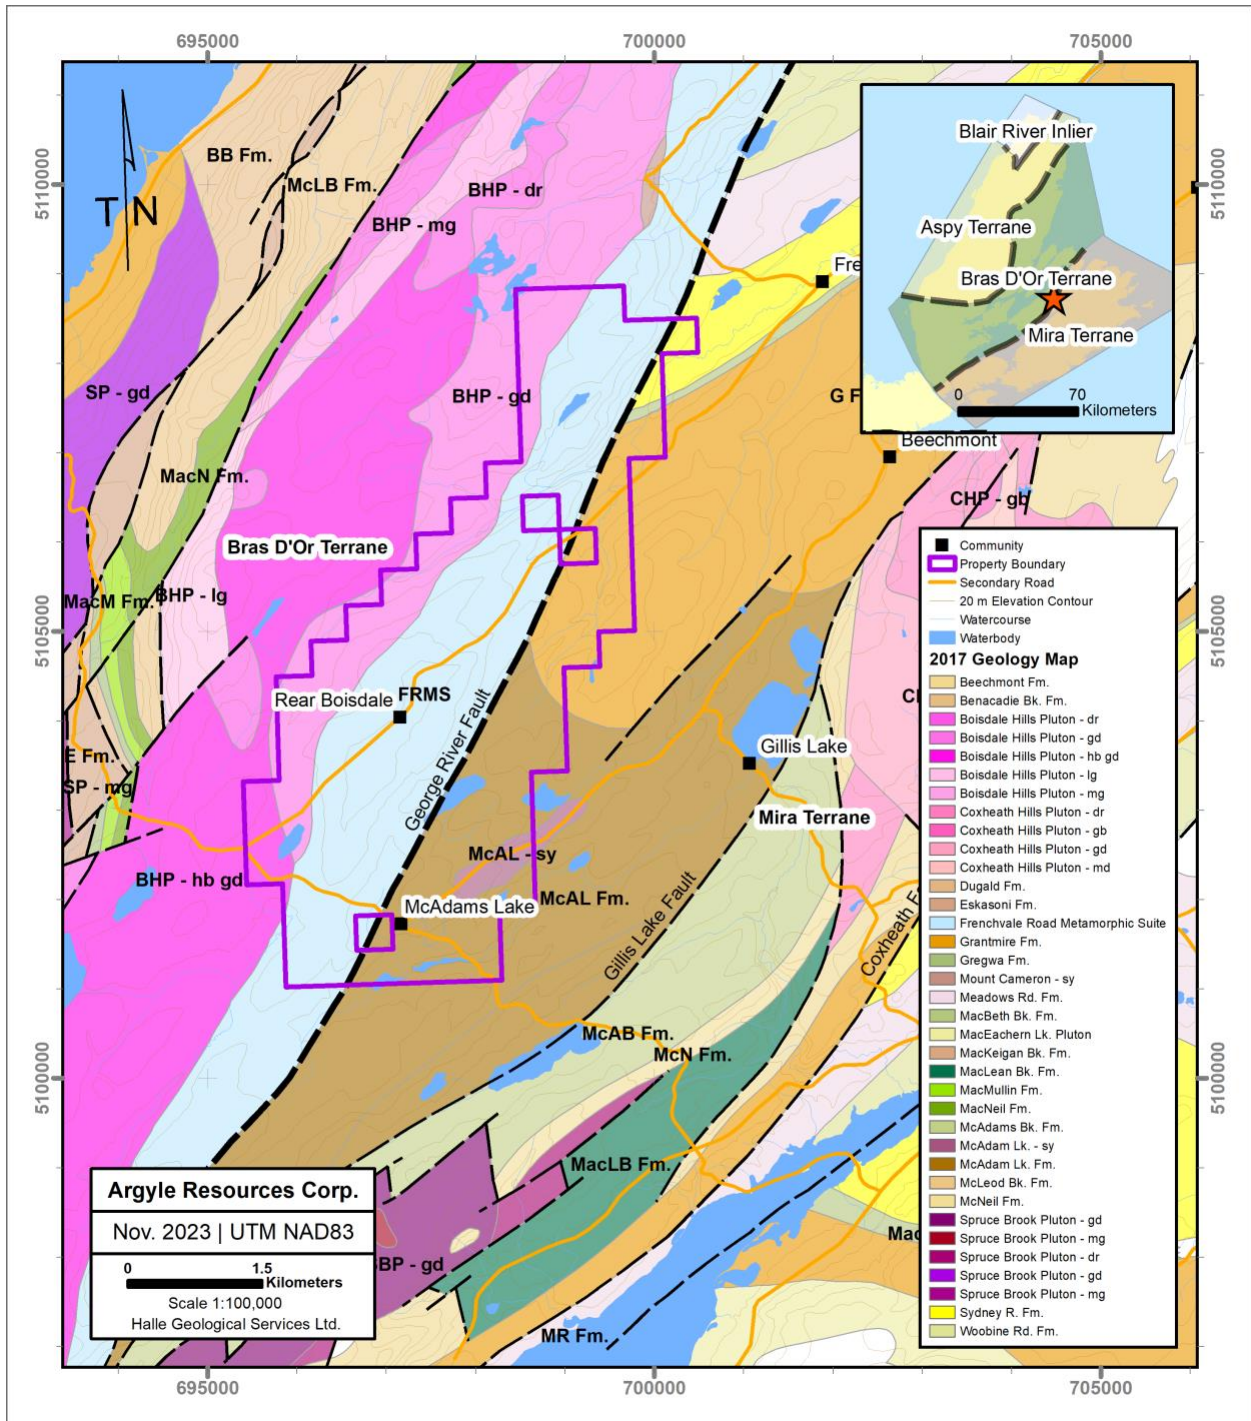 695000
700000
705000
5110000
5110000
T N
BB Fm.
McLB Fm.
BHP - dr
BHP - mg
Blair River Inlier
Aspy Terrane
Bras D'Or Terrane
Mira Terrane
0
70
Kilometers
Fre
SP - gd
BHP - gd
G F
Beechmont
MacN Fm.
CHP - gb
Bras D'Or Terrane
MacM Fm.
BHP - lg
5105000
5105000
Rear Boisdale
FRMS
George River Fault
Gillis Lake
E Fm.
SP - mg
Mira Terrane
McAL - sy
BHP - hb gd
McAL Fm.
McAdams Lake
Gillis Lake Fault
Coxheath F
McAB Fm.
McN Fm.
5100000
5100000
MacLB Fm.
BP - gd
MR Fm.
Mac
Community
Property Boundary
Secondary Road
20 m Elevation Contour
Watercourse
Waterbody
2017 Geology Map
Beechmont Fm.
Benacadie Bk. Fm.
Boisdale Hills Pluton - dr
Boisdale Hills Pluton - gd
Boisdale Hills Pluton - hb gd
Boisdale Hills Pluton - lg
Boisdale Hills Pluton - mg
Coxheath Hills Pluton - dr
Coxheath Hills Pluton - gb
Coxheath Hills Pluton - gd
Coxheath Hills Pluton - md
Dugald Fm.
Eskasoni Fm.
Frenchvale Road Metamorphic Suite
Grantmire Fm.
Gregwa Fm.
Mount Cameron - sy
Meadows Rd. Fm.
MacBeth Bk. Fm.
MacEachern Lk. Pluton
MacKeigan Bk. Fm.
MacLean Bk. Fm.
MacMullin Fm.
MacNeil Fm.
McAdams Bk. Fm.
McAdam Lk. - sy
McAdam Lk. Fm.
McLeod Bk. Fm.
McNeil Fm.
Spruce Brook Pluton - gd
Spruce Brook Pluton - mg
Spruce Brook Pluton - dr
Spruce Brook Pluton - gd
Spruce Brook Pluton - mg
Sydney R. Fm.
Woobine Rd. Fm.
Argyle Resources Corp.
Nov. 2023 | UTM NAD83
0
1.5
Kilometers
Scale 1:100,000
Halle Geological Services Ltd.
695000
700000
705000